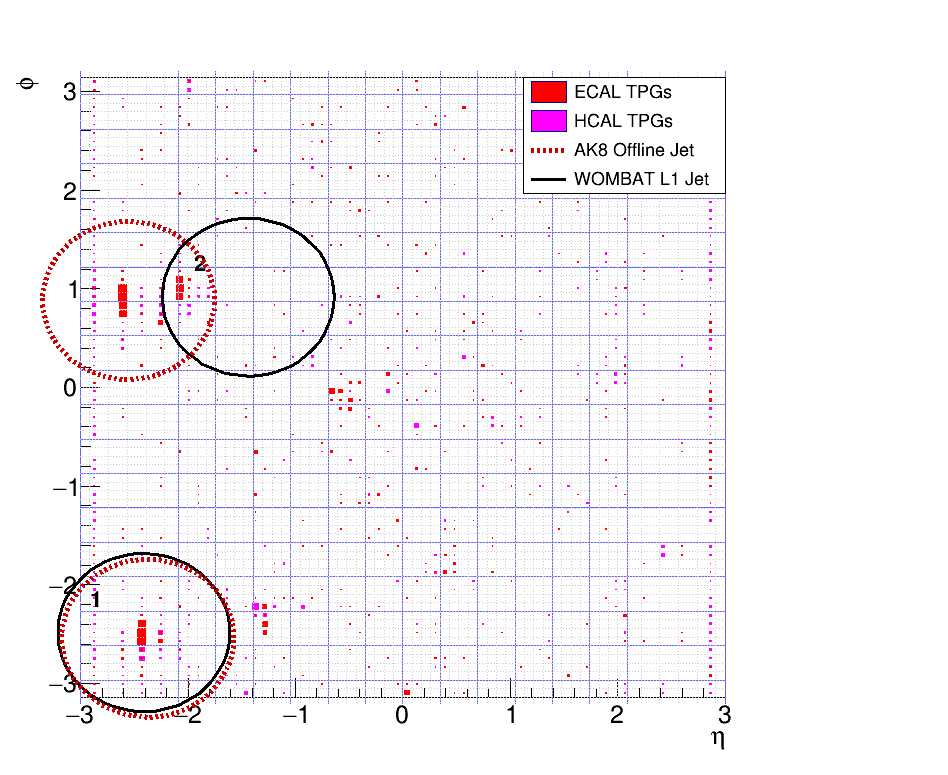 ϕ
3
2
1
0
−1
−2
−3
ECAL TPGs
HCAL TPGs
AK8 Offline Jet
WOMBAT L1 Jet
2
1
−3 −2 −1 0 1 2 3
η